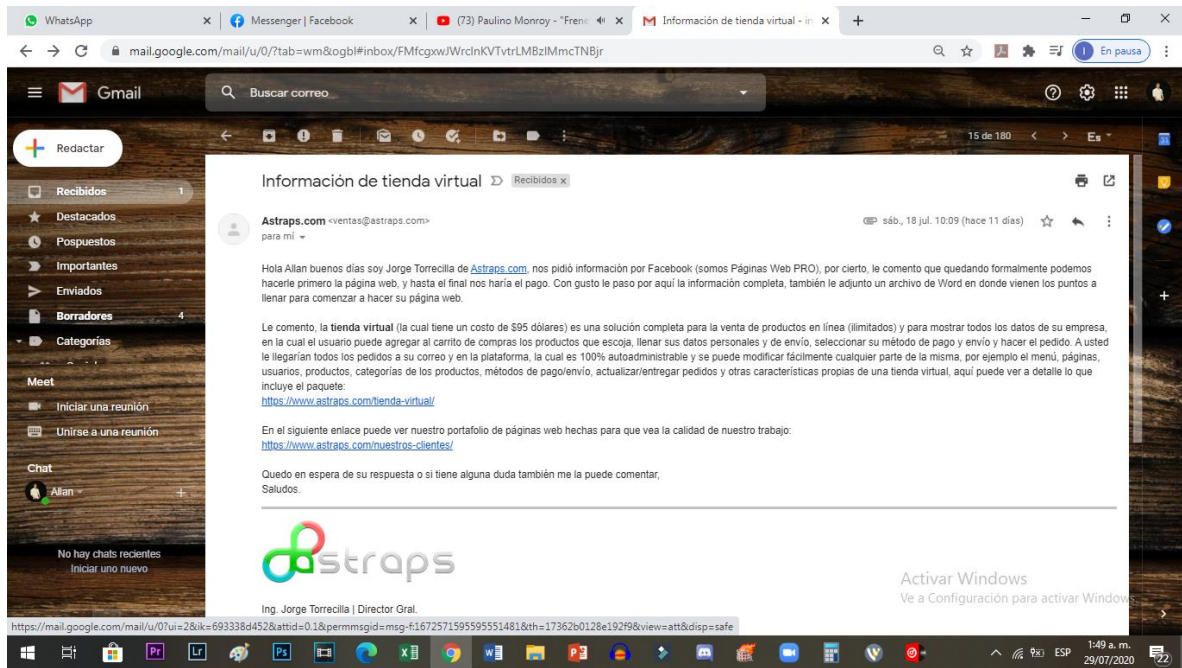 WhatsApp
Messenger | Facebook
(73) Paulino Monroy - "Frene
Información de tienda virtual - in
mail.google.com/mail/u/0/?tab=wm&ogbl#inbox/FMfcgxwJWrclnKVTvtrLMBzlMmcTNBjr
En pausa
Gmail
Buscar correo
Redactar
15 de 180
Es
Recibidos 1
Destacados
Pospuestos
Importantes
Enviados
Borradores 4
Categorías
Meet
Iniciar una reunión
Unirse a una reunión
Chat
Allan
No hay chats recientes
Iniciar uno nuevo
Información de tienda virtual Recibidos x
Astraps.com <ventas@astraps.com>
sáb., 18 jul. 10:09 (hace 11 días)
para mí
Hola Allan buenos días soy Jorge Torrecilla de Astraps.com, nos pidió información por Facebook (somos Páginas Web PRO), por cierto, le comento que quedando formalmente podemos
hacerle primero la página web, y hasta el final nos haría el pago. Con gusto le paso por aquí la información completa, también le adjunto un archivo de Word en donde vienen los puntos a
llenar para comenzar a hacer su página web.
Le comento, la tienda virtual (la cual tiene un costo de $95 dólares) es una solución completa para la venta de productos en línea (ilimitados) y para mostrar todos los datos de su empresa,
en la cual el usuario puede agregar al carrito de compras los productos que escoja, llenar sus datos personales y de envío, seleccionar su método de pago y envío y hacer el pedido. A usted
le llegarían todos los pedidos a su correo y en la plataforma, la cual es 100% autoadministrable y se puede modificar fácilmente cualquier parte de la misma, por ejemplo el menú, páginas,
usuarios, productos, categorías de los productos, métodos de pago/envío, actualizar/entregar pedidos y otras características propias de una tienda virtual, aquí puede ver a detalle lo que
incluye el paquete:
https://www.astraps.com/tienda-virtual/
En el siguiente enlace puede ver nuestro portafolio de páginas web hechas para que vea la calidad de nuestro trabajo:
https://www.astraps.com/nuestros-clientes/
Quedo en espera de su respuesta o si tiene alguna duda también me la puede comentar,
Saludos.
astraps
Ing. Jorge Torrecilla | Director Gral.
Activar Windows
Ve a Configuración para activar Windows
https://mail.google.com/mail/u/0?ui=2&ik=693338d452&attid=0.1&permmsgid=msg-f:1672571595595551481&th=17362b0128e192f9&view=att&disp=safe
Pr Lr Ps
ESP
1:49 a. m.
29/07/2020
22